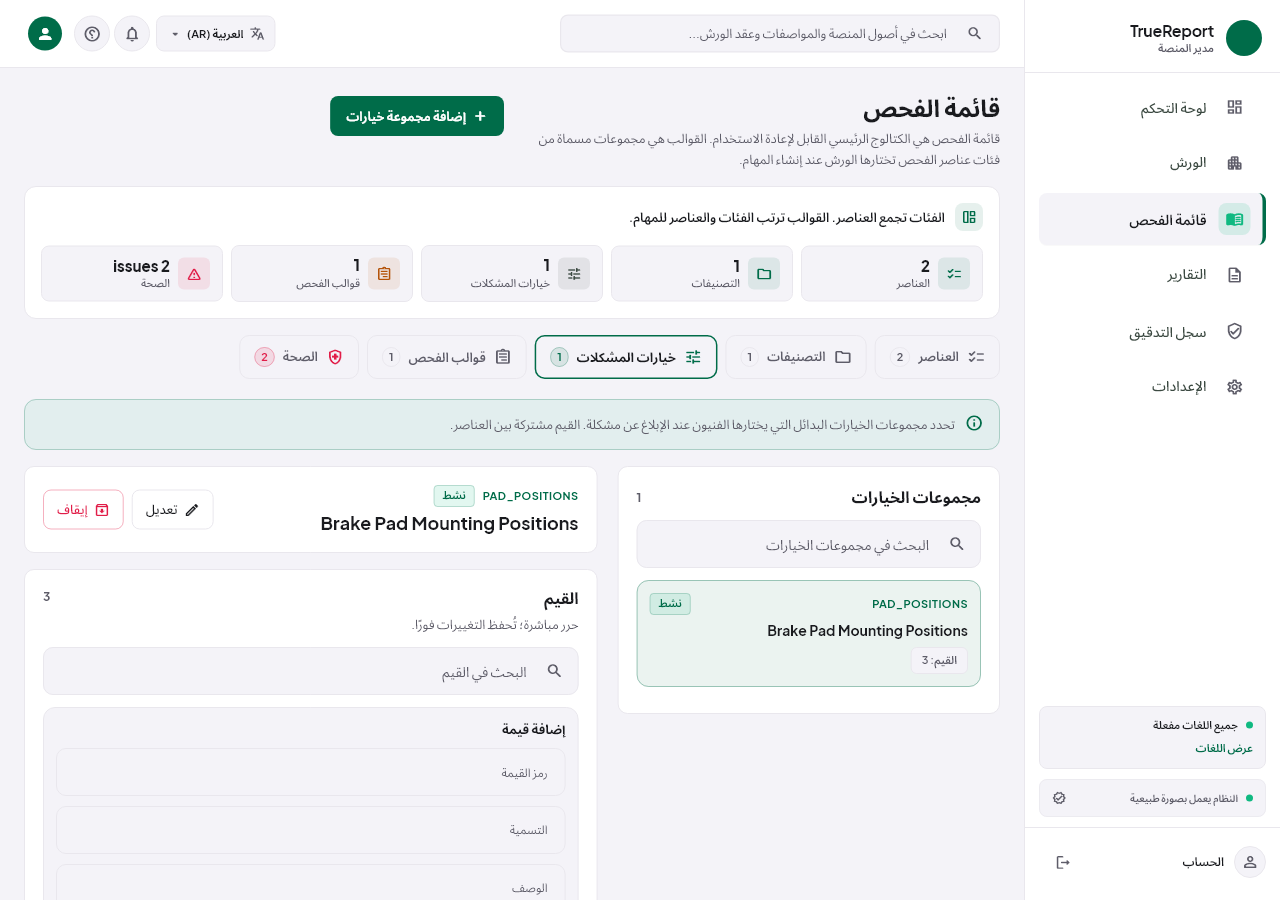 TrueReport
مدير المنصة
لوحة التحكم
الورش
قائمة الفحص
التقارير
سجل التدقيق
الإعدادات
جميع اللغات مفعلة
عرض اللغات
النظام يعمل بصورة طبيعية
الحساب
ابحث في أصول المنصة والمواصفات وعقد الورش...
العربية (AR)
قائمة الفحص
قائمة الفحص هي الكتالوج الرئيسي القابل لإعادة الاستخدام. القوالب هي مجموعات مسماة من
فئات عناصر الفحص تختارها الورش عند إنشاء المهام.
+ إضافة مجموعة خيارات
الفئات تجمع العناصر. القوالب ترتب الفئات والعناصر للمهام.
2
العناصر
1
التصنيفات
1
خيارات المشكلات
1
قوالب الفحص
2 issues
الصحة
العناصر 2
التصنيفات 1
خيارات المشكلات 1
قوالب الفحص 1
الصحة 2
تحدد مجموعات الخيارات البدائل التي يختارها الفنيون عند الإبلاغ عن مشكلة. القيم مشتركة بين العناصر.
مجموعات الخيارات 1
البحث في مجموعات الخيارات
PAD_POSITIONS نشط
Brake Pad Mounting Positions
القيم: 3
PAD_POSITIONS نشط
Brake Pad Mounting Positions
تعديل
إيقاف
القيم 3
حرر مباشرة؛ تُحفظ التغييرات فورًا.
البحث في القيم
إضافة قيمة
رمز القيمة
التسمية
الوصف